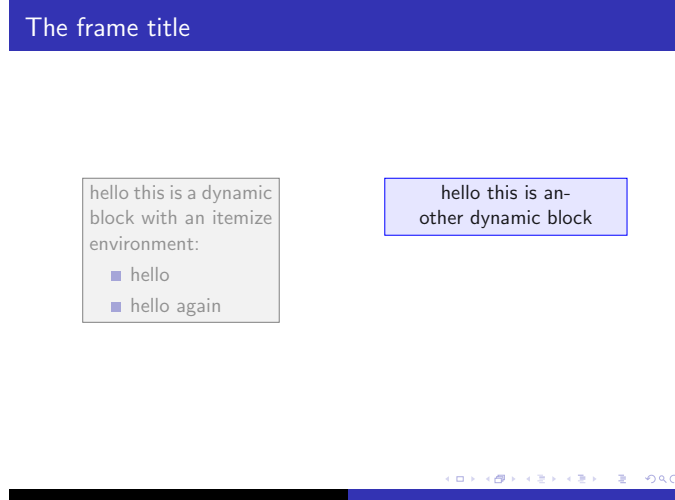 The frame title
hello this is a dynamic
block with an itemize
environment:
hello
hello again
hello this is an-
other dynamic block